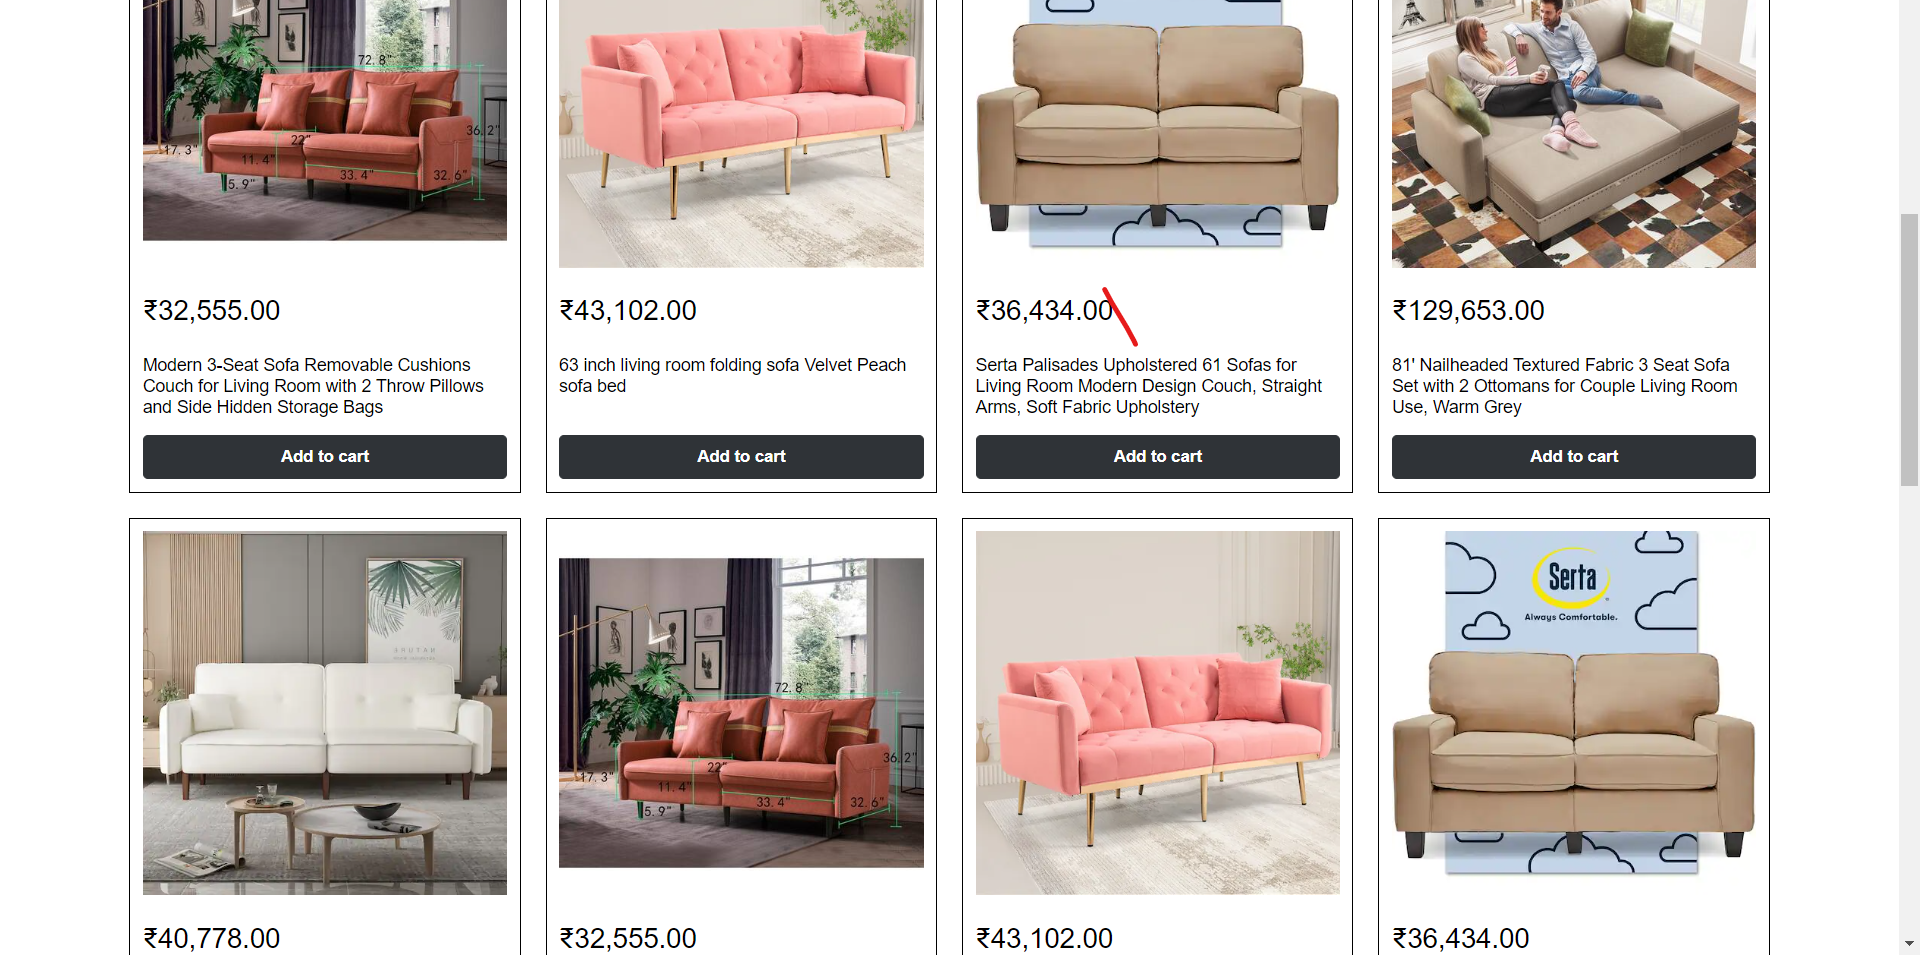 72.8"
36.2"
17.3"
22"
11.4"
33.4"
32.6"
5.9"
₹32,555.00
Modern 3-Seat Sofa Removable Cushions
Couch for Living Room with 2 Throw Pillows
and Side Hidden Storage Bags
Add to cart
₹43,102.00
63 inch living room folding sofa Velvet Peach
sofa bed
Add to cart
₹36,434.00
Serta Palisades Upholstered 61 Sofas for
Living Room Modern Design Couch, Straight
Arms, Soft Fabric Upholstery
Add to cart
₹129,653.00
81' Nailheaded Textured Fabric 3 Seat Sofa
Set with 2 Ottomans for Couple Living Room
Use, Warm Grey
Add to cart
₹40,778.00
72.8"
36.2"
17.3"
22"
11.4"
33.4"
32.6"
5.9"
₹32,555.00
₹43,102.00
Serta
Always Comfortable.
₹36,434.00